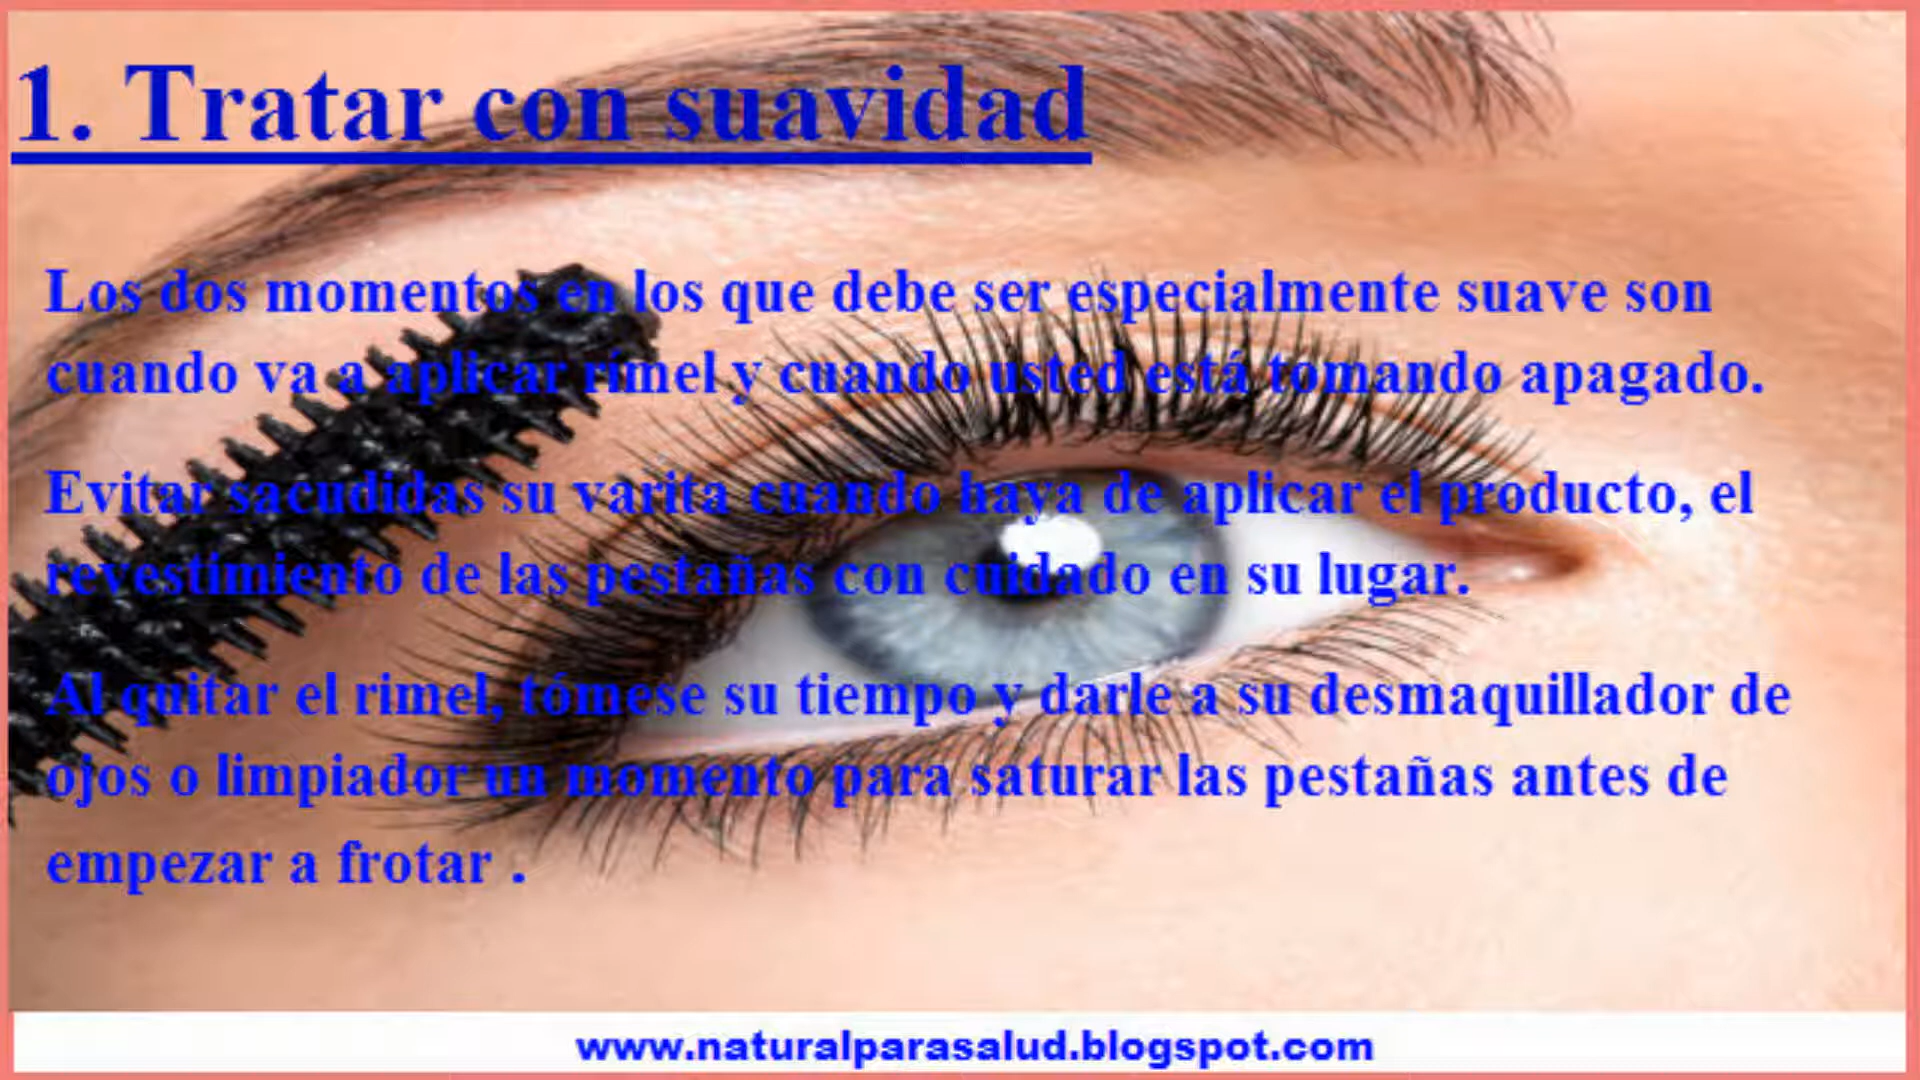 1. Tratar con suavidad
Los dos momentos en los que debe ser especialmente suave son
cuando va a aplicar rímel y cuando usted está tomando apagado.
Evitar sacudidas su varita cuando haya de aplicar el producto, el
revestimiento de las pestañas con cuidado en su lugar.
Al quitar el rimel, tómese su tiempo y darle a su desmaquillador de
ojos o limpiador un momento para saturar las pestañas antes de
empezar a frotar .
www.naturalparasalud.blogspot.com